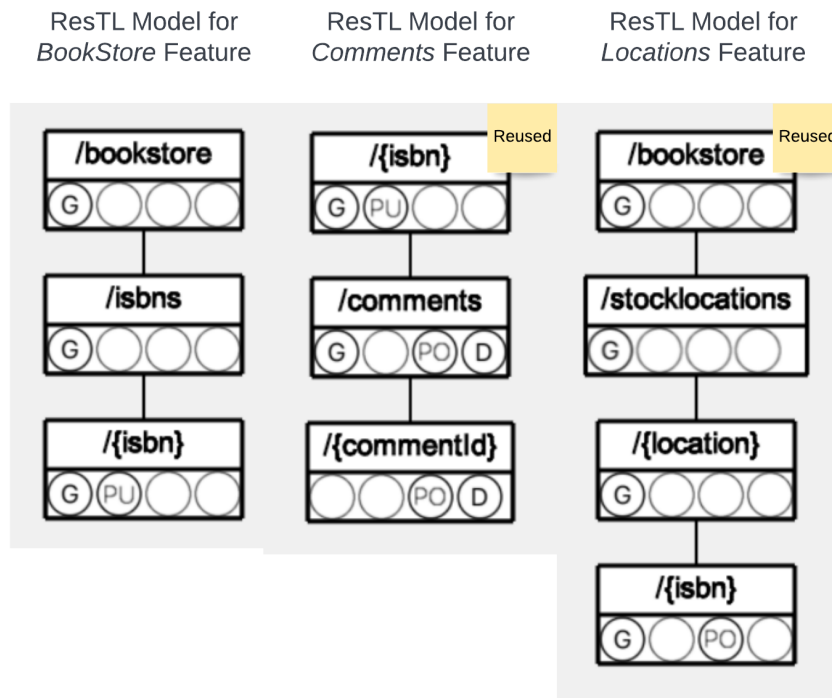 ResTL Model for
BookStore Feature
/bookstore
G
/isbns
G
/{isbn}
G PU
ResTL Model for
Comments Feature
Reused
/{isbn}
G PU
/comments
G PO D
/{commentId}
PO D
ResTL Model for
Locations Feature
Reused
/bookstore
G
/stocklocations
G
/{location}
G
/{isbn}
G PO